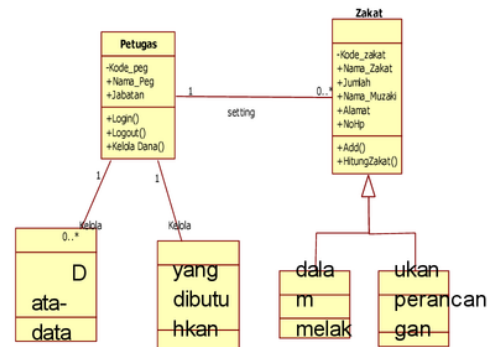 Zakat
Petugas
-Kode_peg
+Nama_Peg
+Jabatan
+Login()
+Logout()
+Kelola Dana()
-Kode_zakat
+Nama_Zakat
+Jumlah
+Nama_Muzaki
+Alamat
+NoHp
+Add()
+HitungZakat()
1
0..*
setting
1
1
Kelola
Kelola
0..*
D
ata-
data
yang
dibutu
hkan
dala
m
melak
ukan
perancan
gan